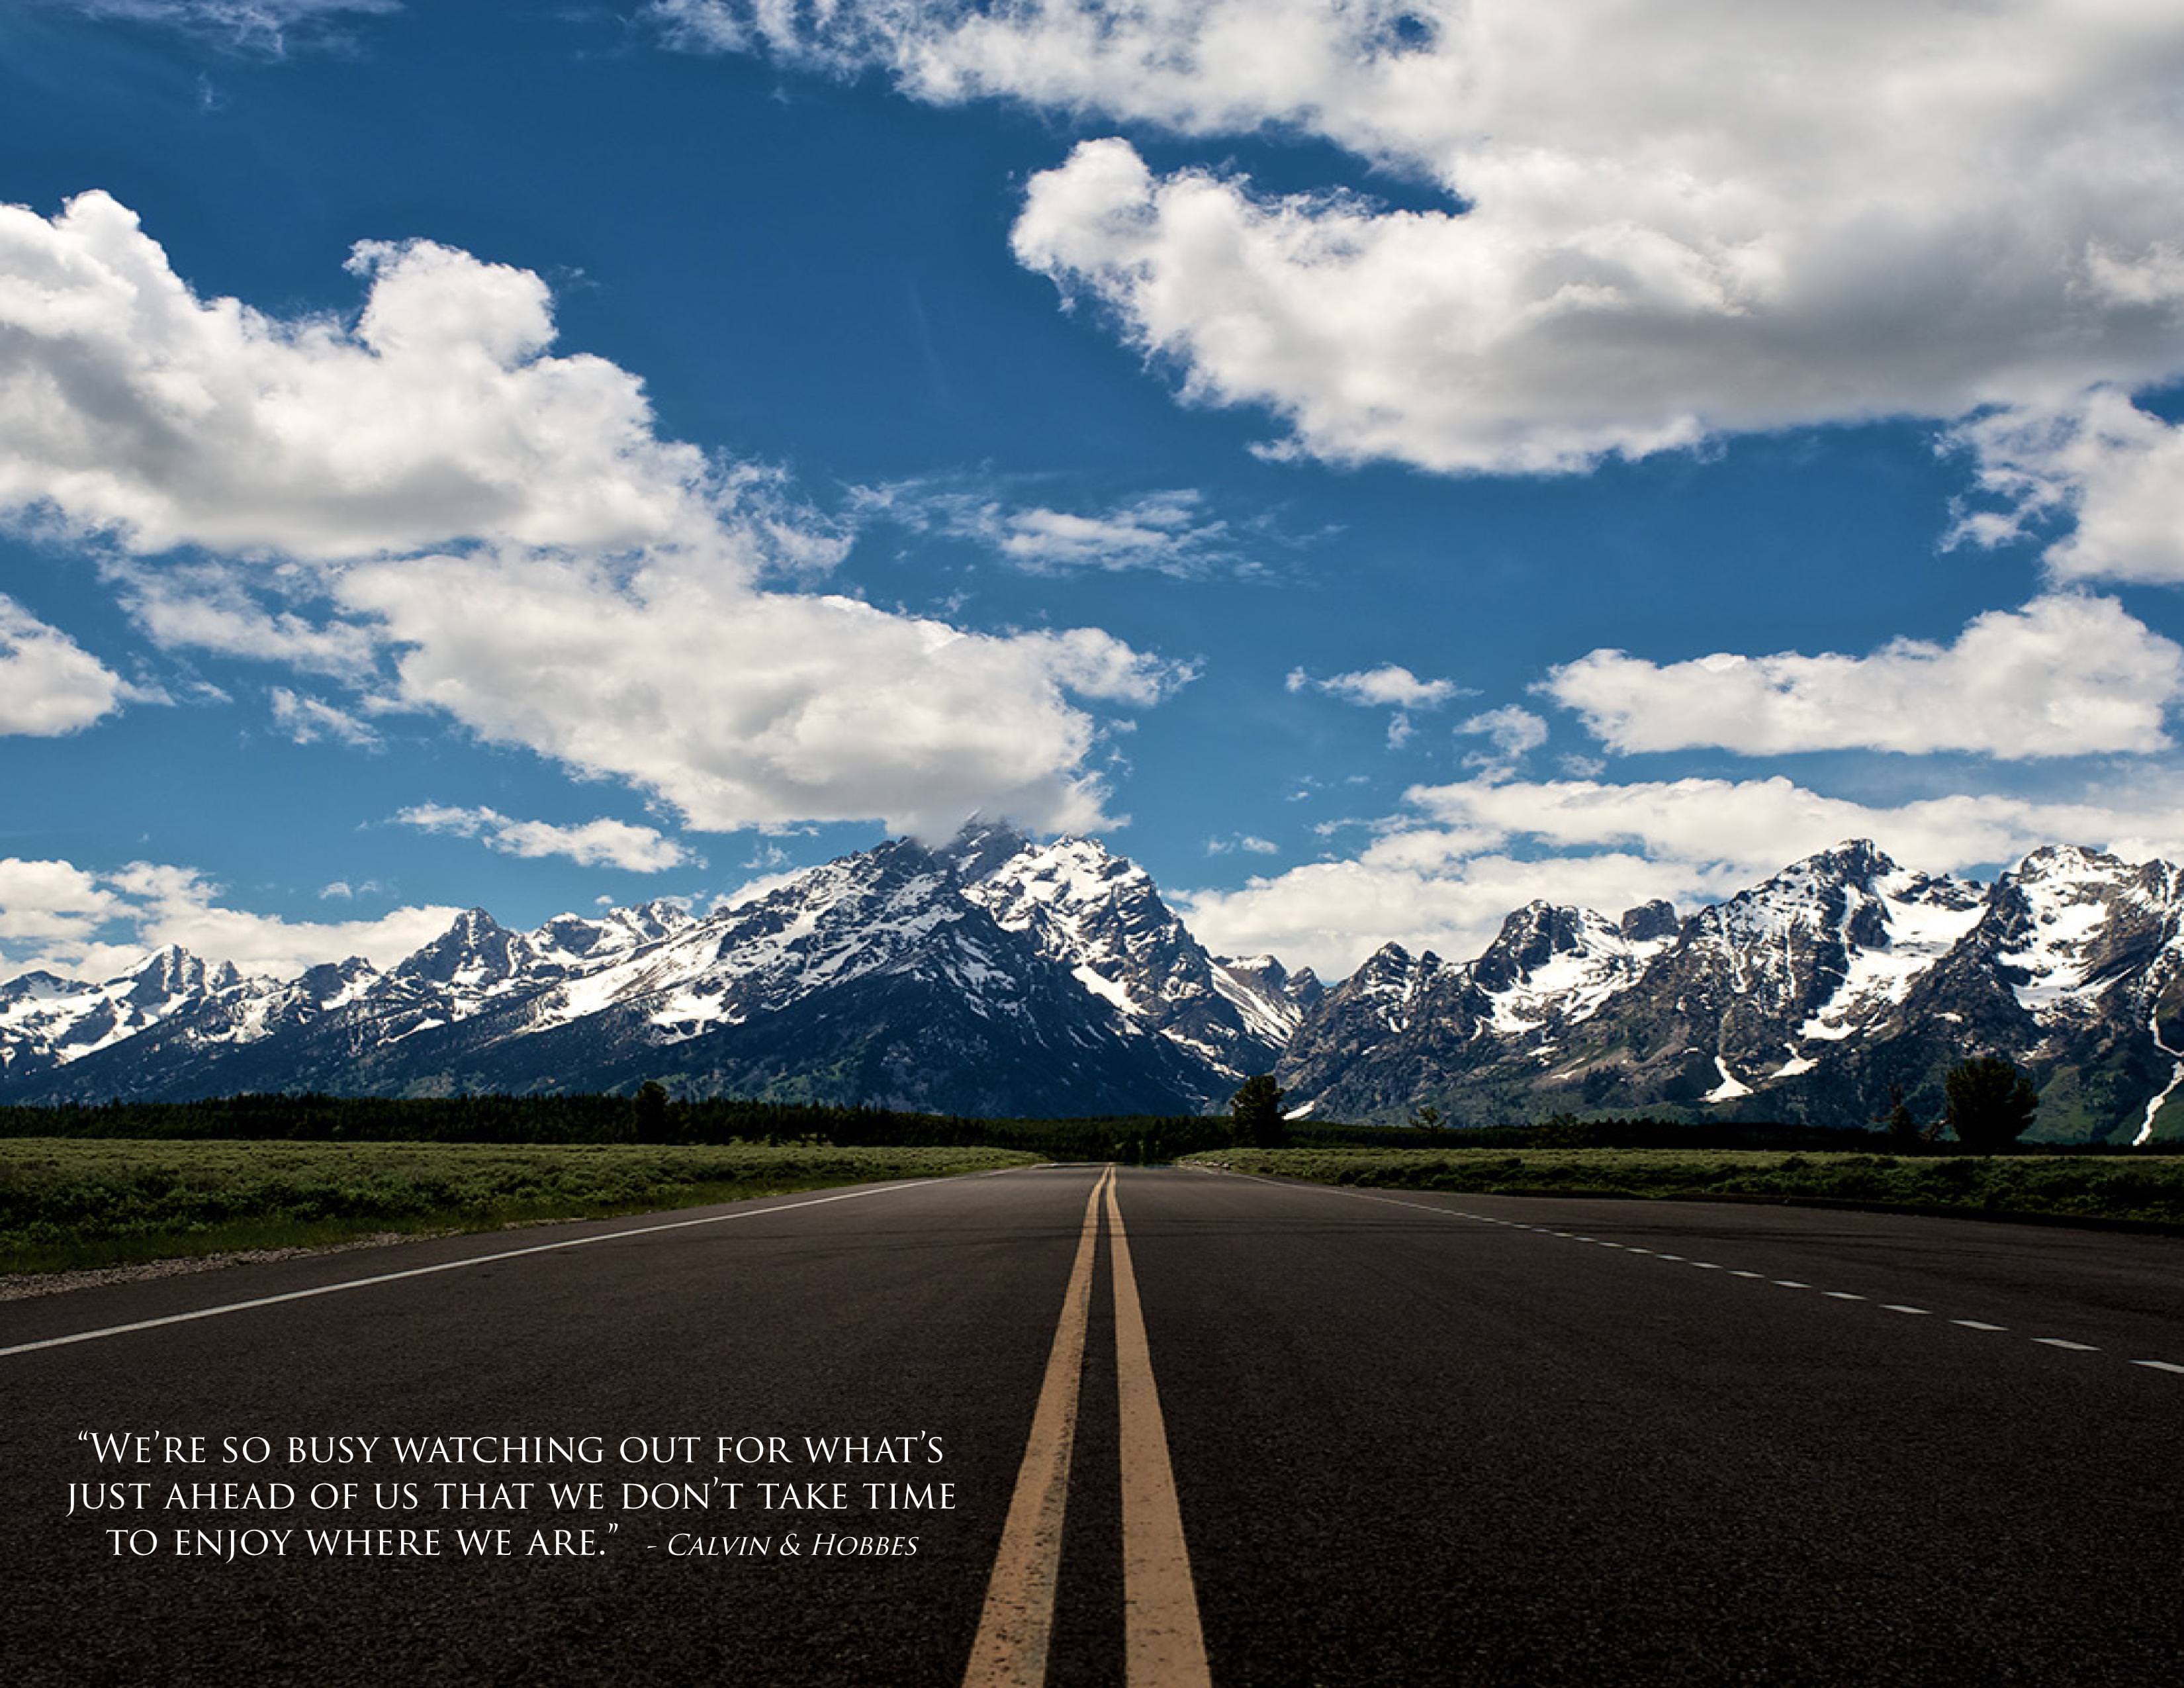 “We’re so busy watching out for what’s
just ahead of us that we don’t take time
to enjoy where we are.” - Calvin & Hobbes